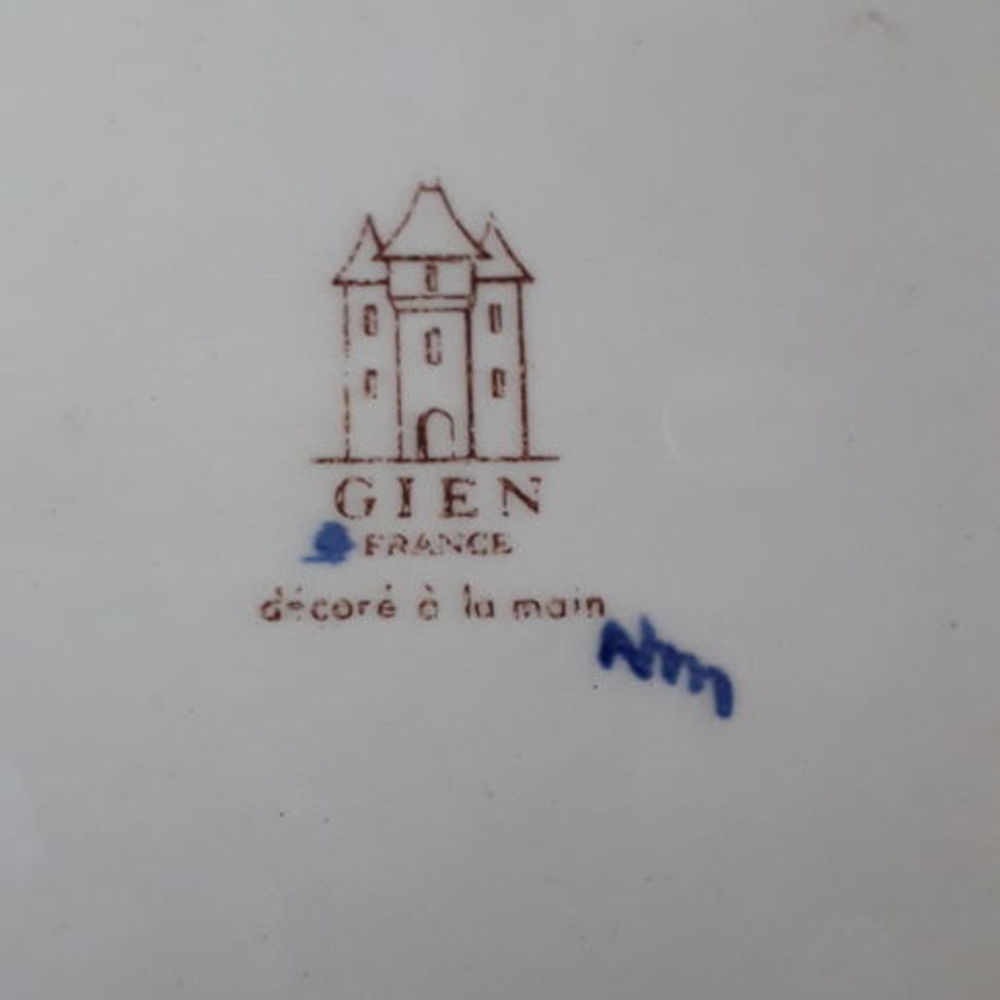 GIEN
FRANCE
décoré à la main